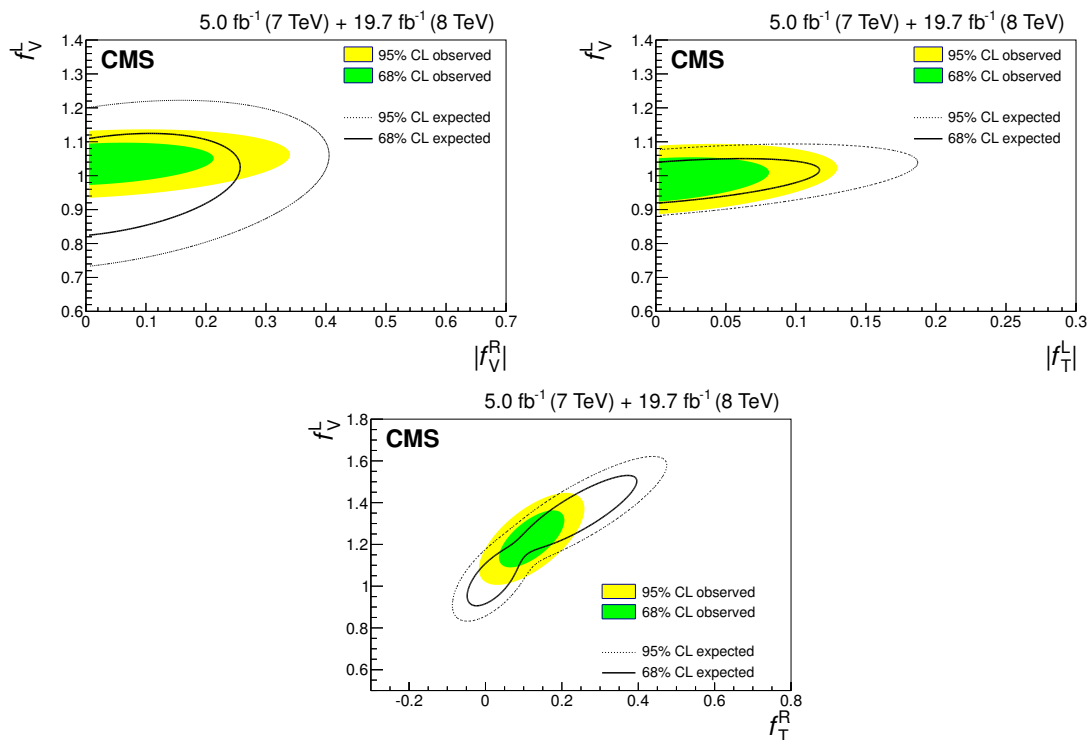 5.0 fb⁻¹ (7 TeV) + 19.7 fb⁻¹ (8 TeV)
CMS
95% CL observed
68% CL observed
95% CL expected
68% CL expected
f_V^L
1.4
1.3
1.2
1.1
1
0.9
0.8
0.7
0.6
0 0.1 0.2 0.3 0.4 0.5 0.6 0.7
|f_V^R|
5.0 fb⁻¹ (7 TeV) + 19.7 fb⁻¹ (8 TeV)
CMS
95% CL observed
68% CL observed
95% CL expected
68% CL expected
f_V^L
1.4
1.3
1.2
1.1
1
0.9
0.8
0.7
0.6
0 0.05 0.1 0.15 0.2 0.25 0.3
|f_T^L|
5.0 fb⁻¹ (7 TeV) + 19.7 fb⁻¹ (8 TeV)
CMS
f_V^L
1.8
1.6
1.4
1.2
1
0.8
0.6
95% CL observed
68% CL observed
95% CL expected
68% CL expected
-0.2 0 0.2 0.4 0.6 0.8
f_T^R